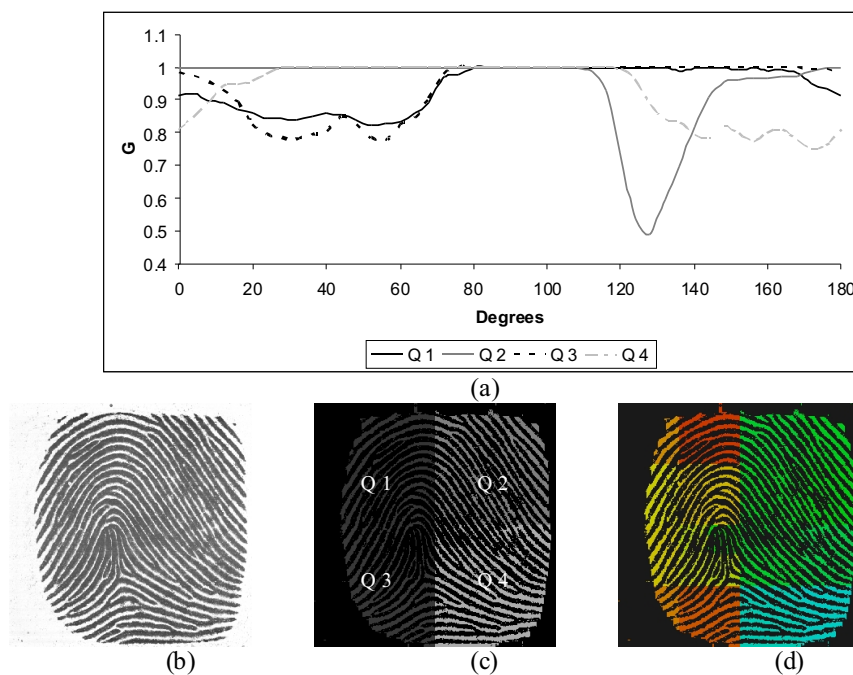 1.1
1
0.9
0.8
0.7
0.6
0.5
0.4
G
0 20 40 60 80 100 120 140 160 180
Degrees
Q 1 Q 2 Q 3 Q 4
(a)
Q 1 Q 2
Q 3 Q 4
(b) (c) (d)